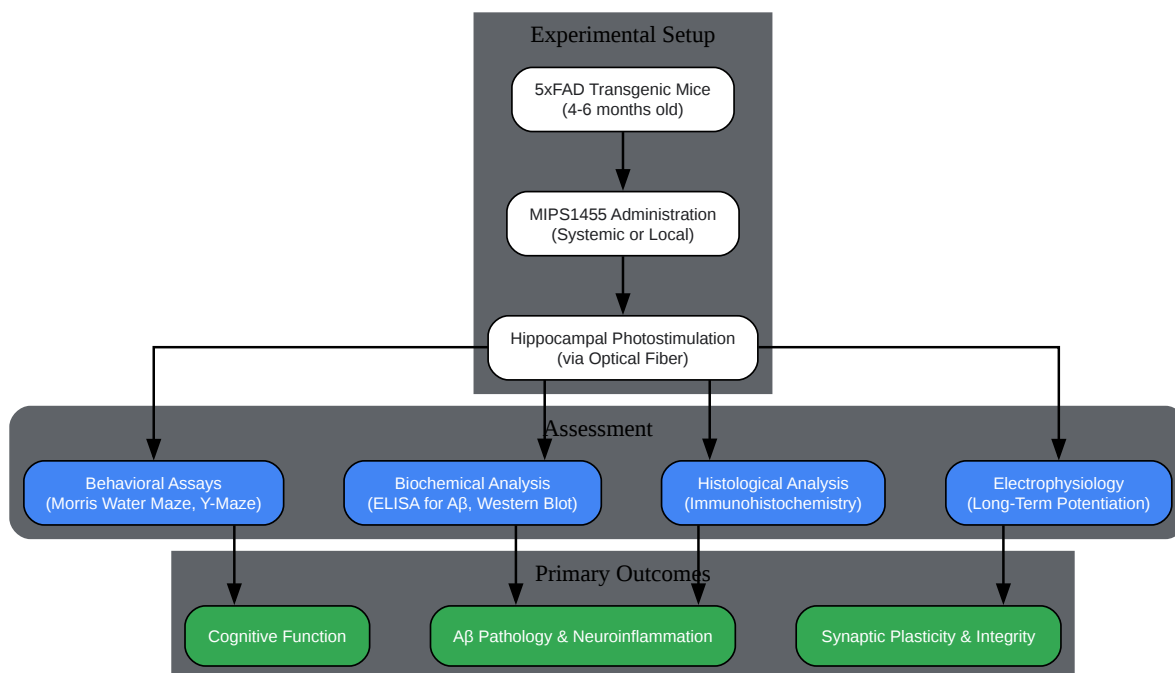 Experimental Setup
5xFAD Transgenic Mice
(4-6 months old)
MIPS1455 Administration
(Systemic or Local)
Hippocampal Photostimulation
(via Optical Fiber)
Assessment
Behavioral Assays
(Morris Water Maze, Y-Maze)
Biochemical Analysis
(ELISA for Aβ, Western Blot)
Histological Analysis
(Immunohistochemistry)
Electrophysiology
(Long-Term Potentiation)
Primary Outcomes
Cognitive Function
Aβ Pathology & Neuroinflammation
Synaptic Plasticity & Integrity